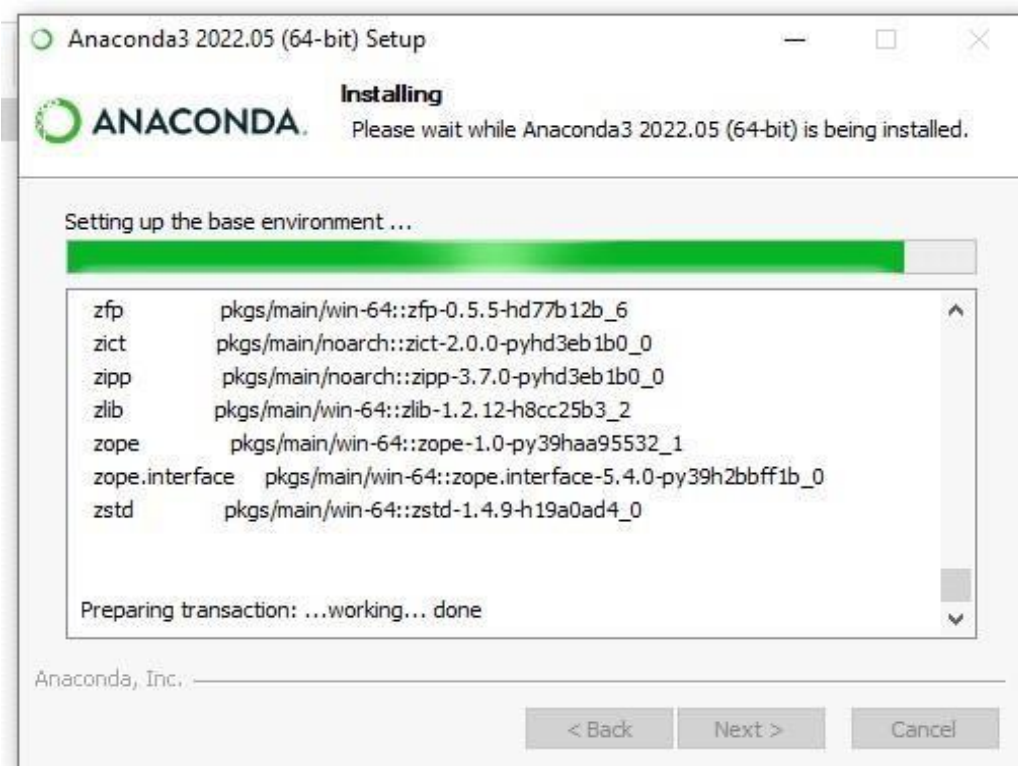 Anaconda3 2022.05 (64-bit) Setup
ANACONDA.
Installing
Please wait while Anaconda3 2022.05 (64-bit) is being installed.
Setting up the base environment ...
zfp pkgs/main/win-64::zfp-0.5.5-hd77b12b_6
zict pkgs/main/noarch::zict-2.0.0-pyhd3eb1b0_0
zipp pkgs/main/noarch::zipp-3.7.0-pyhd3eb1b0_0
zlib pkgs/main/win-64::zlib-1.2.12-h8cc25b3_2
zope pkgs/main/win-64::zope-1.0-py39haa95532_1
zope.interface pkgs/main/win-64::zope.interface-5.4.0-py39h2bbff1b_0
zstd pkgs/main/win-64::zstd-1.4.9-h19a0ad4_0
Preparing transaction: ...working... done
Anaconda, Inc.
< Back Next > Cancel